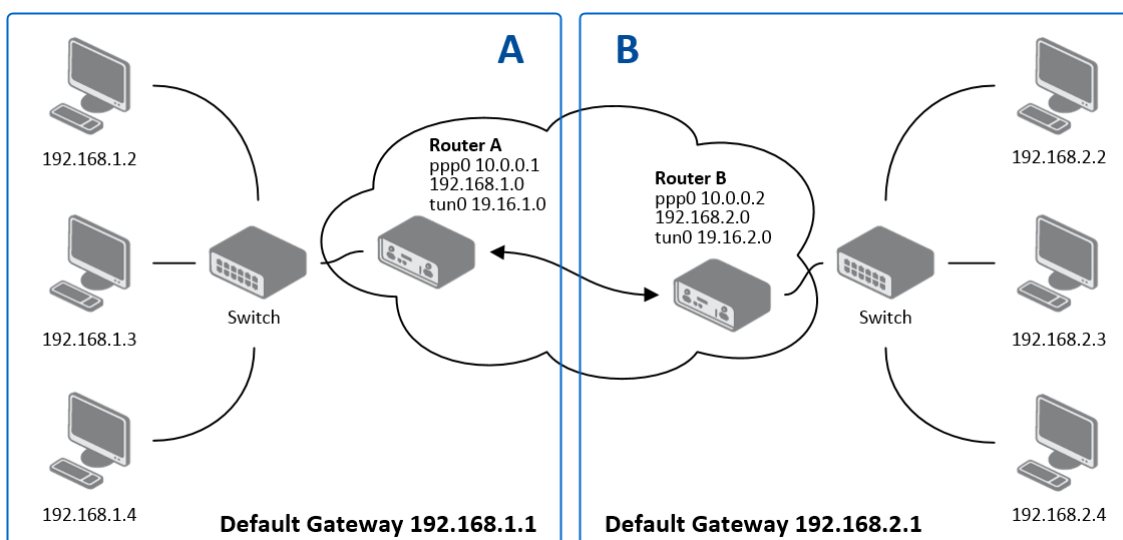 A
192.168.1.2
192.168.1.3
192.168.1.4
Switch
Router A
ppp0 10.0.0.1
192.168.1.0
tun0 19.16.1.0
Default Gateway 192.168.1.1
B
Router B
ppp0 10.0.0.2
192.168.2.0
tun0 19.16.2.0
Switch
192.168.2.2
192.168.2.3
192.168.2.4
Default Gateway 192.168.2.1